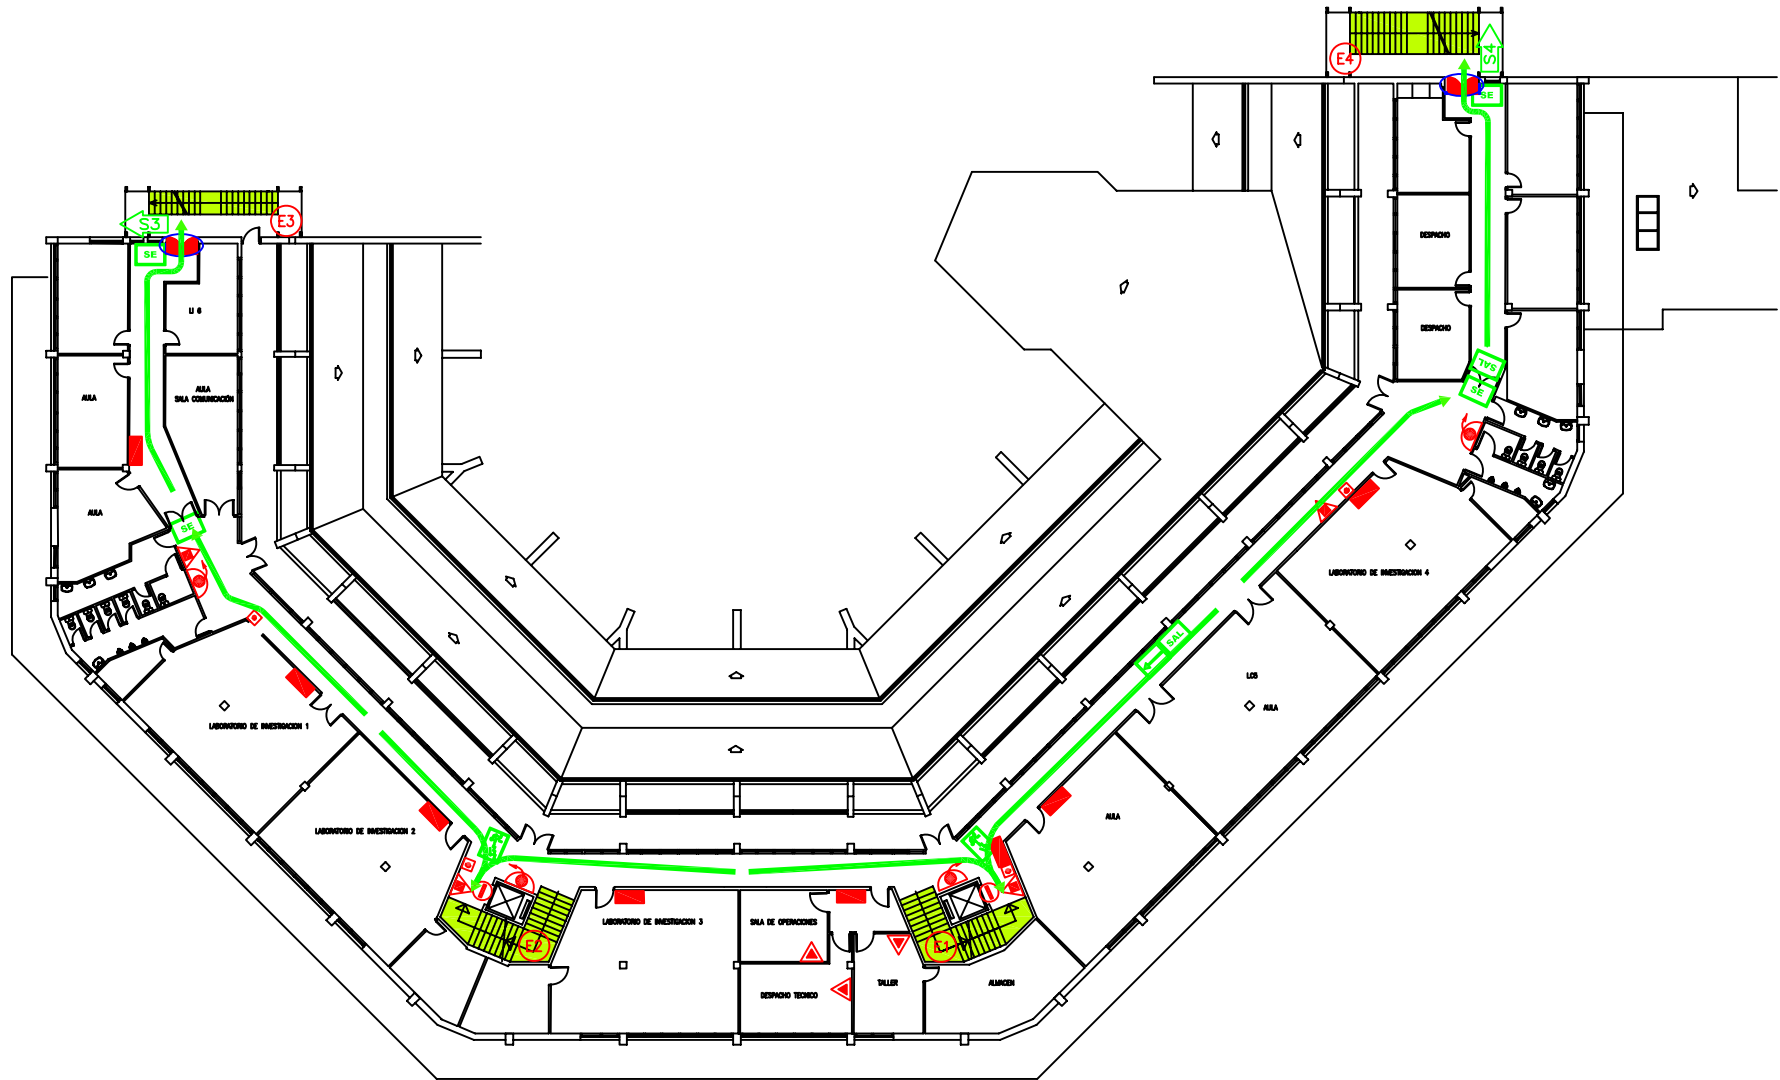 S4
E4
SE
S3
E3
SE
DESPACHO
LI 6
DESPACHO
SAL
SE
AULA
AULA
SALA COMUNICACIÓN
AULA
SE
LABORATORIO DE INVESTIGACION 4
SAL
LC5
AULA
LABORATORIO DE INVESTIGACION 1
AULA
LABORATORIO DE INVESTIGACION 2
LABORATORIO DE INVESTIGACION 3
SALA DE OPERACIONES
E2
E1
TALLER
ALMACEN
DESPACHO TECNICO